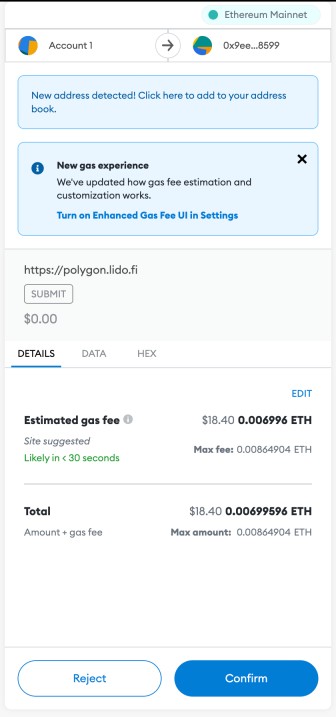 Ethereum Mainnet
Account 1
0x9ee...8599
New address detected! Click here to add to your address
book.
New gas experience
We've updated how gas fee estimation and
customization works.
Turn on Enhanced Gas Fee UI in Settings
https://polygon.lido.fi
SUBMIT
$0.00
DETAILS DATA HEX
EDIT
Estimated gas fee $18.40 0.006996 ETH
Site suggested Max fee: 0.00864904 ETH
Likely in < 30 seconds
Total $18.40 0.00699596 ETH
Amount + gas fee Max amount: 0.00864904 ETH
Reject Confirm